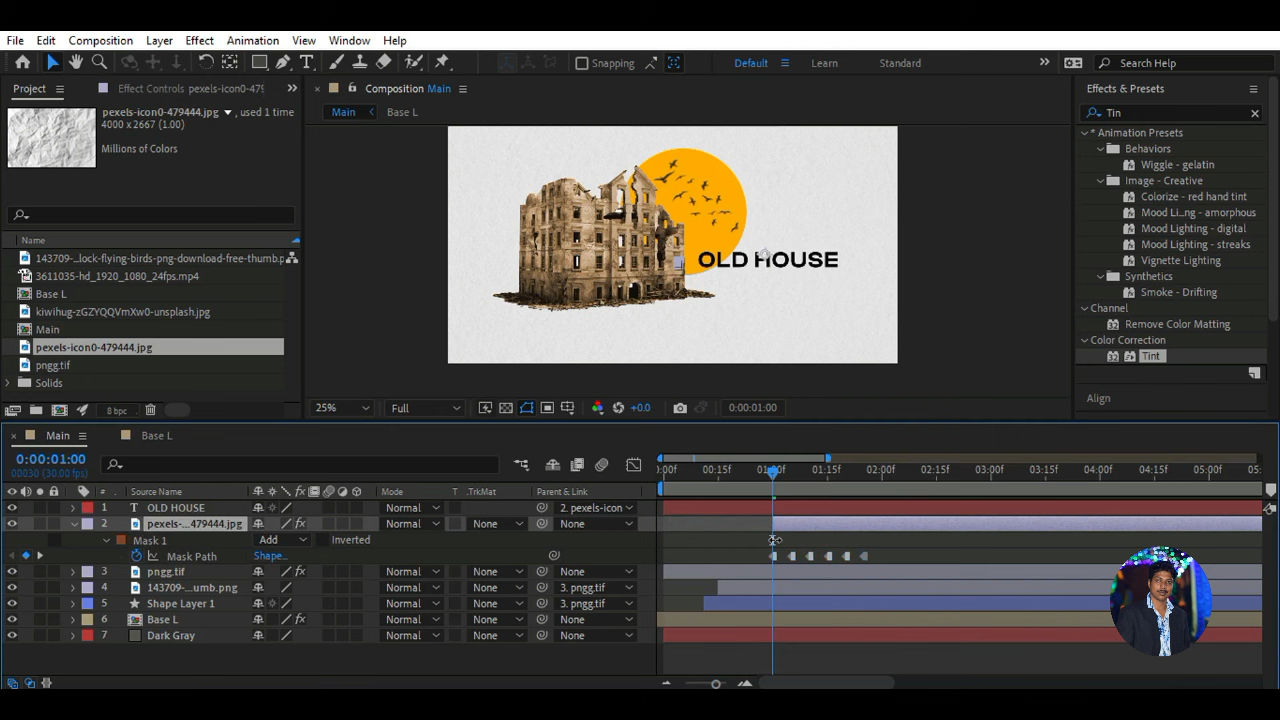 File Edit Composition Layer Effect Animation View Window Help
Snapping Default Learn Standard Search Help
Project Effect Controls pexels-icon0-479
pexels-icon0-479444.jpg , used 1 time
4000 x 2667 (1.00)
Millions of Colors
Name
143709-...lock-flying-birds-png-download-free-thumb.p
3611035-hd_1920_1080_24fps.mp4
Base L
kiwihug-zGZYQQVmXw0-unsplash.jpg
Main
pexels-icon0-479444.jpg
pngg.tif
Solids
8 bpc
Composition Main
Main Base L
OLD HOUSE
25% Full +0.0 0:00:01:00
Effects & Presets
Tin
* Animation Presets
Behaviors
Wiggle - gelatin
Image - Creative
Colorize - red hand tint
Mood Li...ng - amorphous
Mood Lighting - digital
Mood Lighting - streaks
Vignette Lighting
Synthetics
Smoke - Drifting
Channel
Remove Color Matting
Color Correction
32 Tint
Align
Main Base L
0:00:01:00
00030 (30.00 fps)
00:00f 00:15f 01:00f 01:15f 02:00f 02:15f 03:00f 03:15f 04:00f 04:15f 05:00f 05:
# Source Name Mode T .TrkMat Parent & Link
1 T OLD HOUSE Normal 2. pexels-icon
2 pexels-...479444.jpg Normal None None
Mask 1 Add Inverted
Mask Path Shape...
3 pngg.tif Normal None None
4 143709-...umb.png Normal None 3. pngg.tif
5 Shape Layer 1 Normal None 3. pngg.tif
6 Base L Normal None None
7 Dark Gray Normal None None